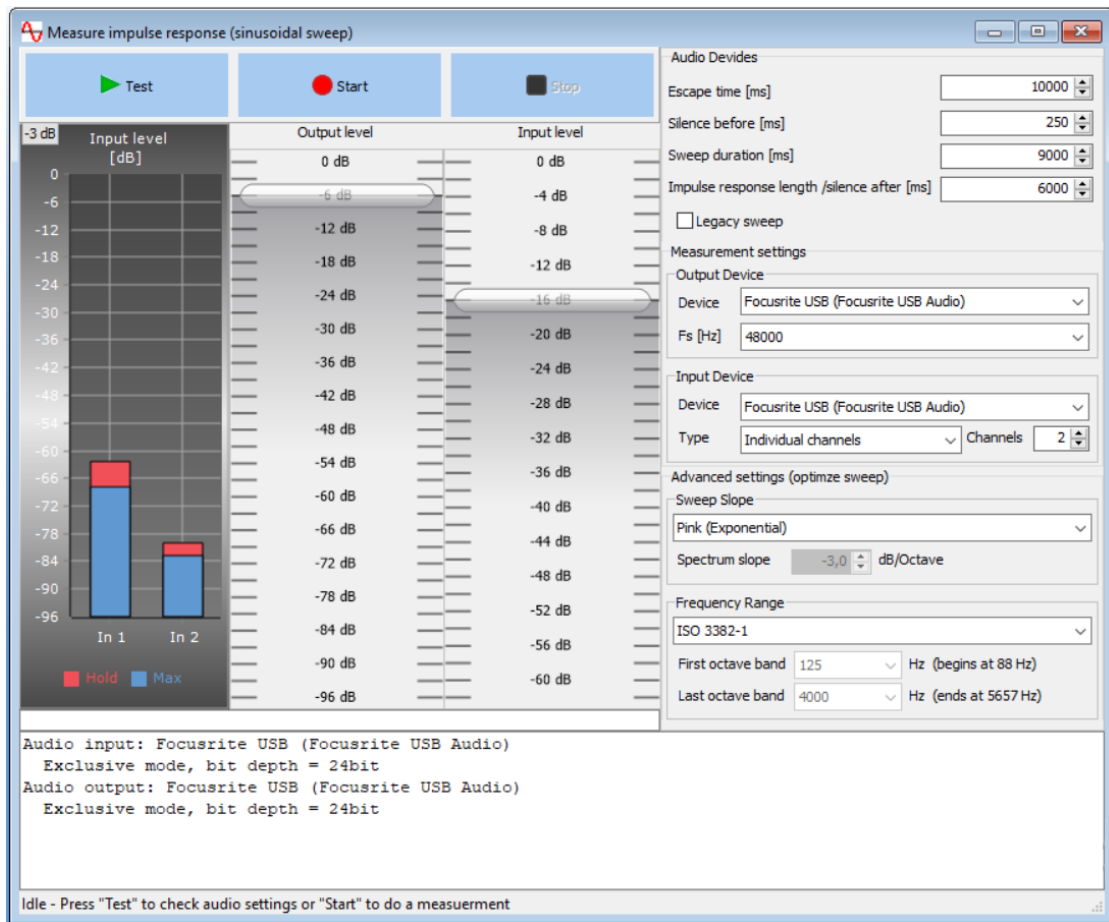 Measure impulse response (sinusoidal sweep)
Test
Start
Stop
-3 dB
Input level
[dB]
0
-6
-12
-18
-24
-30
-36
-42
-48
-54
-60
-66
-72
-78
-84
-90
-96
In 1 In 2
Hold Max
Output level
0 dB
-6 dB
-12 dB
-18 dB
-24 dB
-30 dB
-36 dB
-42 dB
-48 dB
-54 dB
-60 dB
-66 dB
-72 dB
-78 dB
-84 dB
-90 dB
-96 dB
Input level
0 dB
-4 dB
-8 dB
-12 dB
-16 dB
-20 dB
-24 dB
-28 dB
-32 dB
-36 dB
-40 dB
-44 dB
-48 dB
-52 dB
-56 dB
-60 dB
Audio Devides
Escape time [ms] 10000
Silence before [ms] 250
Sweep duration [ms] 9000
Impulse response length /silence after [ms] 6000
Legacy sweep
Measurement settings
Output Device
Device Focusrite USB (Focusrite USB Audio)
Fs [Hz] 48000
Input Device
Device Focusrite USB (Focusrite USB Audio)
Type Individual channels Channels 2
Advanced settings (optimze sweep)
Sweep Slope
Pink (Exponential)
Spectrum slope -3,0 dB/Octave
Frequency Range
ISO 3382-1
First octave band 125 Hz (begins at 88 Hz)
Last octave band 4000 Hz (ends at 5657 Hz)
Audio input: Focusrite USB (Focusrite USB Audio)
Exclusive mode, bit depth = 24bit
Audio output: Focusrite USB (Focusrite USB Audio)
Exclusive mode, bit depth = 24bit
Idle - Press "Test" to check audio settings or "Start" to do a measuerment